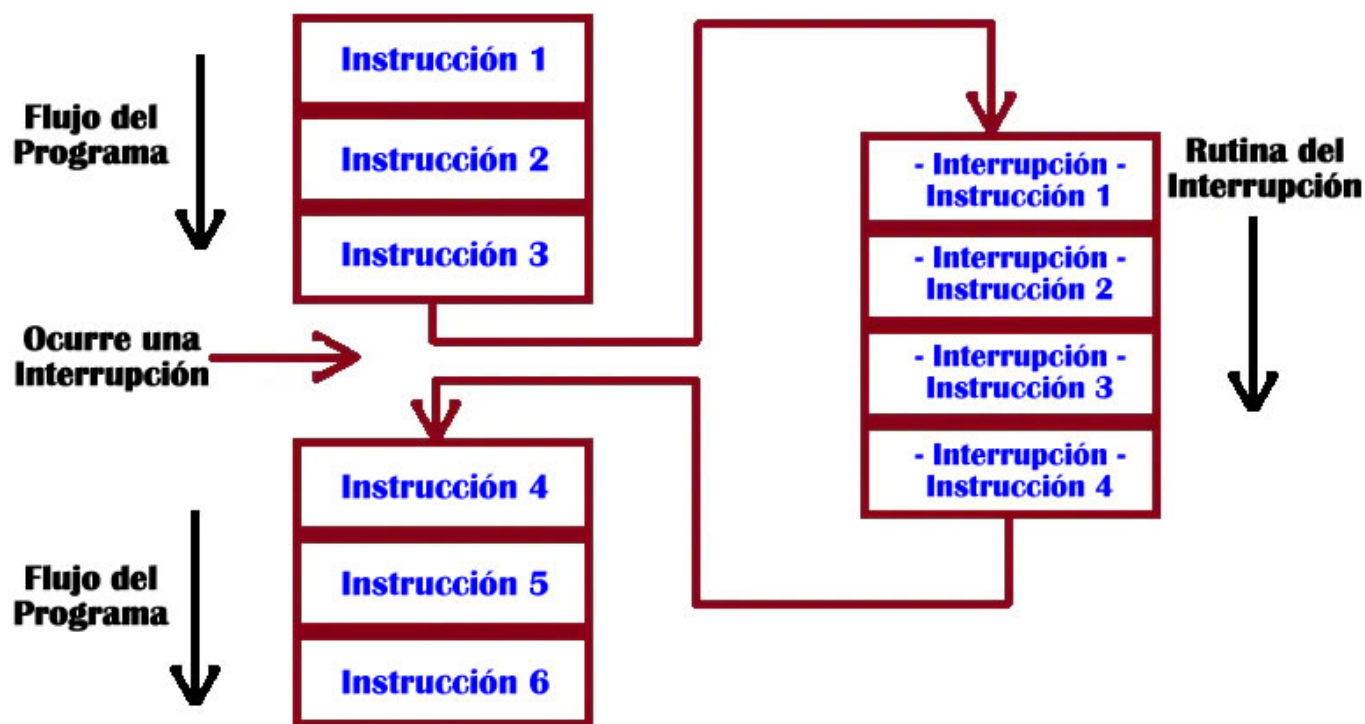 Instrucción 1
Flujo del
Programa
Instrucción 2
Instrucción 3
Ocurre una
Interrupción
Instrucción 4
Flujo del
Programa
Instrucción 5
Instrucción 6
Rutina del
Interrupción
- Interrupción -
Instrucción 1
- Interrupción -
Instrucción 2
- Interrupción -
Instrucción 3
- Interrupción -
Instrucción 4